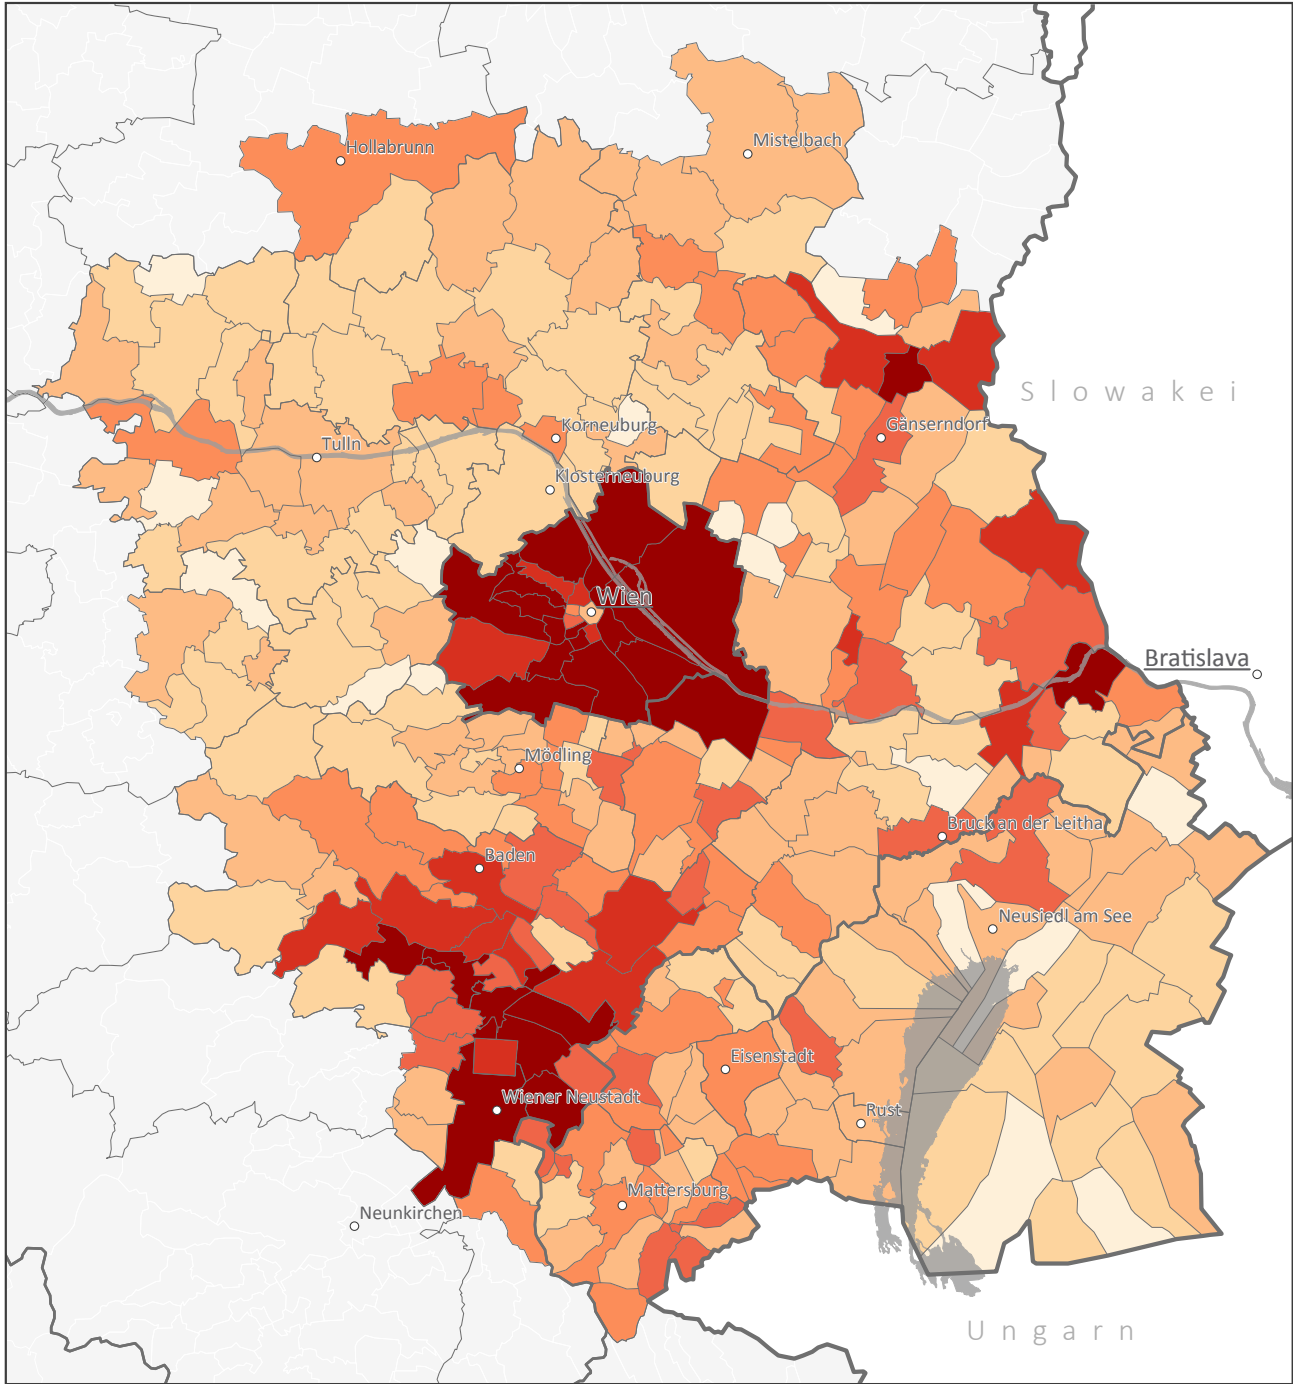 Hollabrunn
Mistelbach
Slowakei
Korneuburg
Gänserndorf
Tulln
Klosterneuburg
Wien
Bratislava
Mödling
Bruck an der Leitha
Baden
Neusiedl am See
Eisenstadt
Wiener Neustadt
Rust
Mattersburg
Neunkirchen
Ungarn